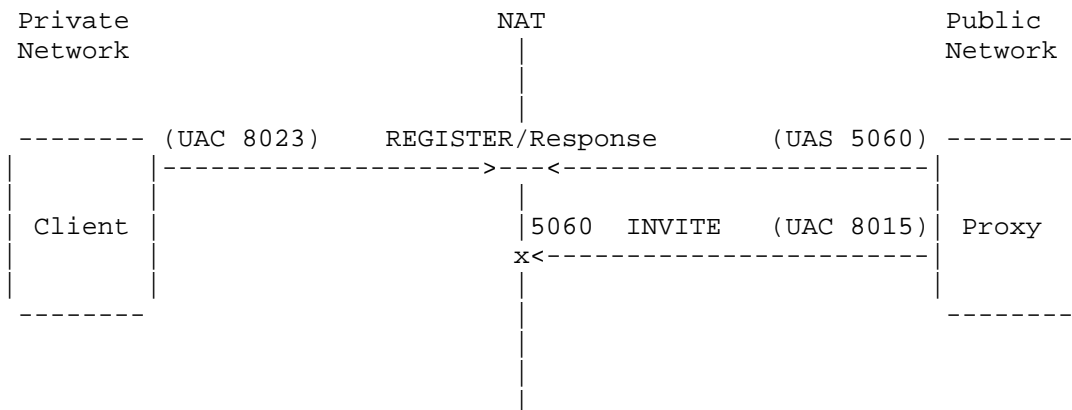 Private NAT Public
Network Network
(UAC 8023) REGISTER/Response (UAS 5060)
Client 5060 INVITE (UAC 8015) Proxy
x